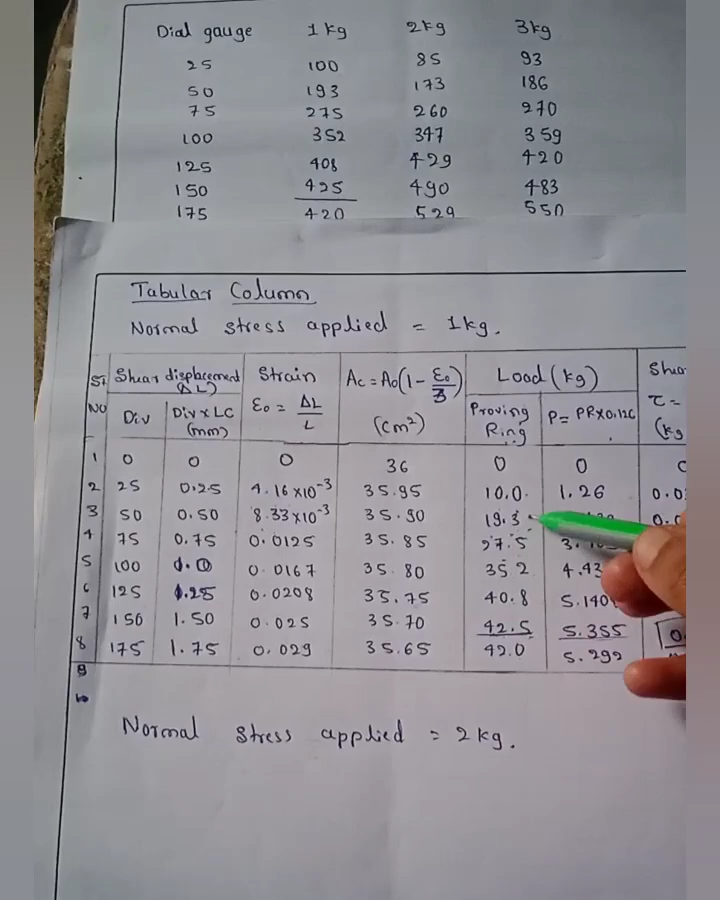 Dial gauge 1 kg 2kg 3kg
25 100 85 93
50 193 173 186
75 275 260 270
100 352 347 359
125 408 429 420
150 425 490 483
175 420 529 550
Tabular Column
Normal stress applied = 1kg.
Sl NO Shear displacement (ΔL) Strain Ac = A0(1 - ε0/3) Load (kg)
Div Div x LC (mm) ε0 = ΔL/L (cm²) Proving Ring P = PR x 0.126 τ =
1 0 0 0 36 0 0
2 25 0.25 4.16 x 10⁻³ 35.95 10.0 1.26
3 50 0.50 8.33 x 10⁻³ 35.90 19.3
4 75 0.75 0.0125 35.85 27.5
5 100 1.0 0.0167 35.80 35.2 4.43
6 125 1.25 0.0208 35.75 40.8 5.140
7 150 1.50 0.025 35.70 42.5 5.355
8 175 1.75 0.029 35.65 42.0 5.292
9
10
Normal stress applied = 2kg.